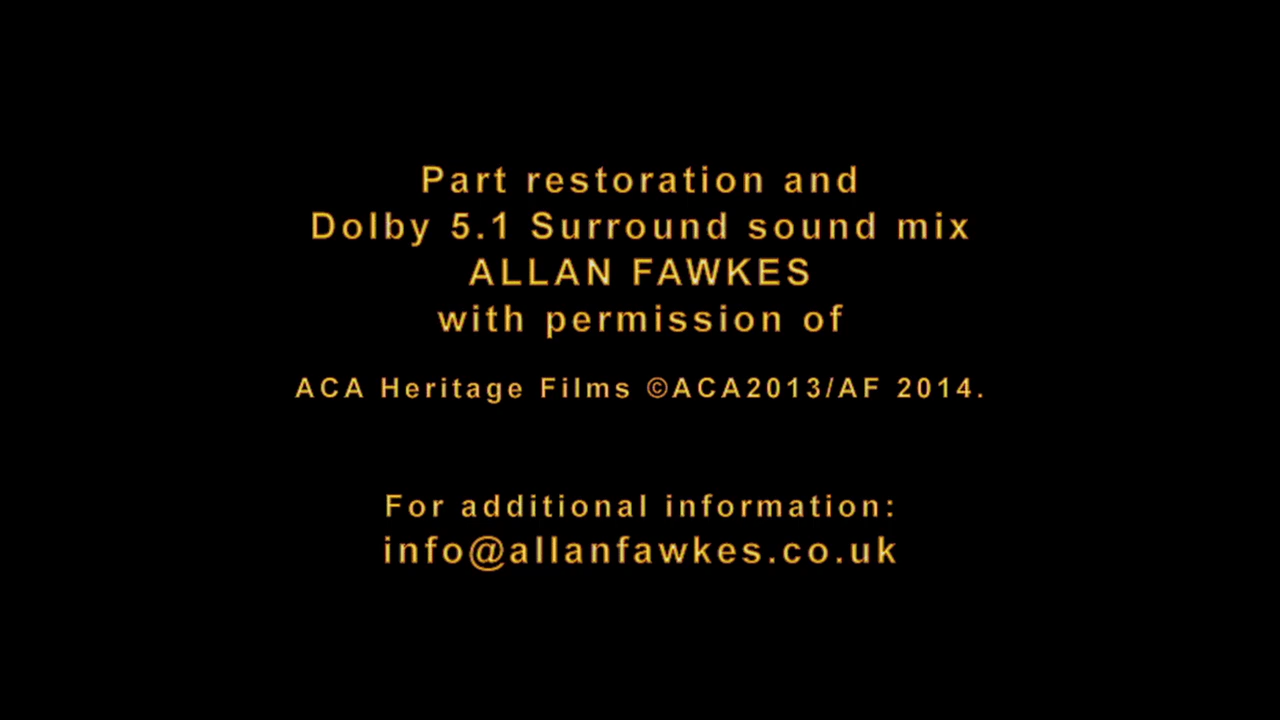 Part restoration and
Dolby 5.1 Surround sound mix
ALLAN FAWKES
with permission of
ACA Heritage Films ©ACA2013/AF 2014.
For additional information:
info@allanfawkes.co.uk